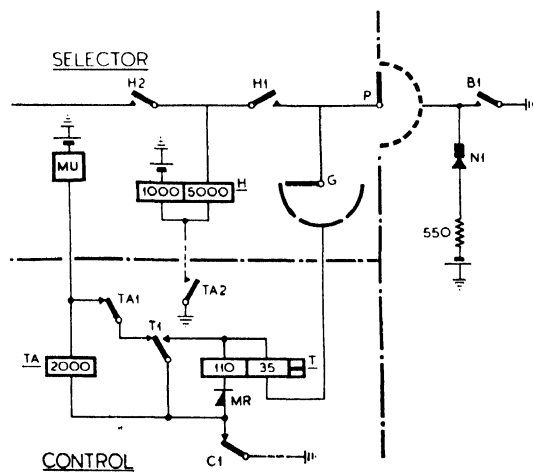 SELECTOR
H2
H1
P
B1
MU
1000
5000
H
G
N1
550
TA1
T1
TA2
TA
2000
110
35
T
MR
C1
CONTROL